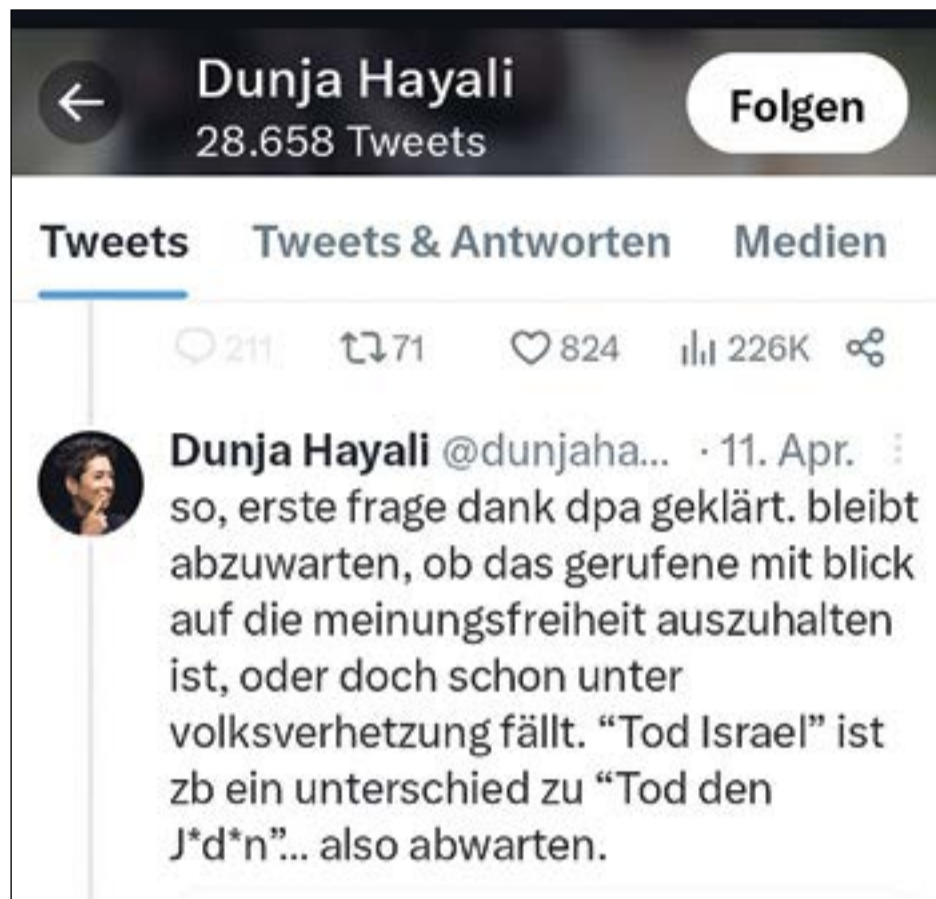 Dunja Hayali
28.658 Tweets
Folgen
Tweets Tweets & Antworten Medien
211 71 824 226K
Dunja Hayali @dunjaha... · 11. Apr.
so, erste frage dank dpa geklärt. bleibt
abzuwarten, ob das gerufene mit blick
auf die meinungsfreiheit auszuhalten
ist, oder doch schon unter
volksverhetzung fällt. “Tod Israel” ist
zb ein unterschied zu “Tod den
J*d*n”... also abwarten.